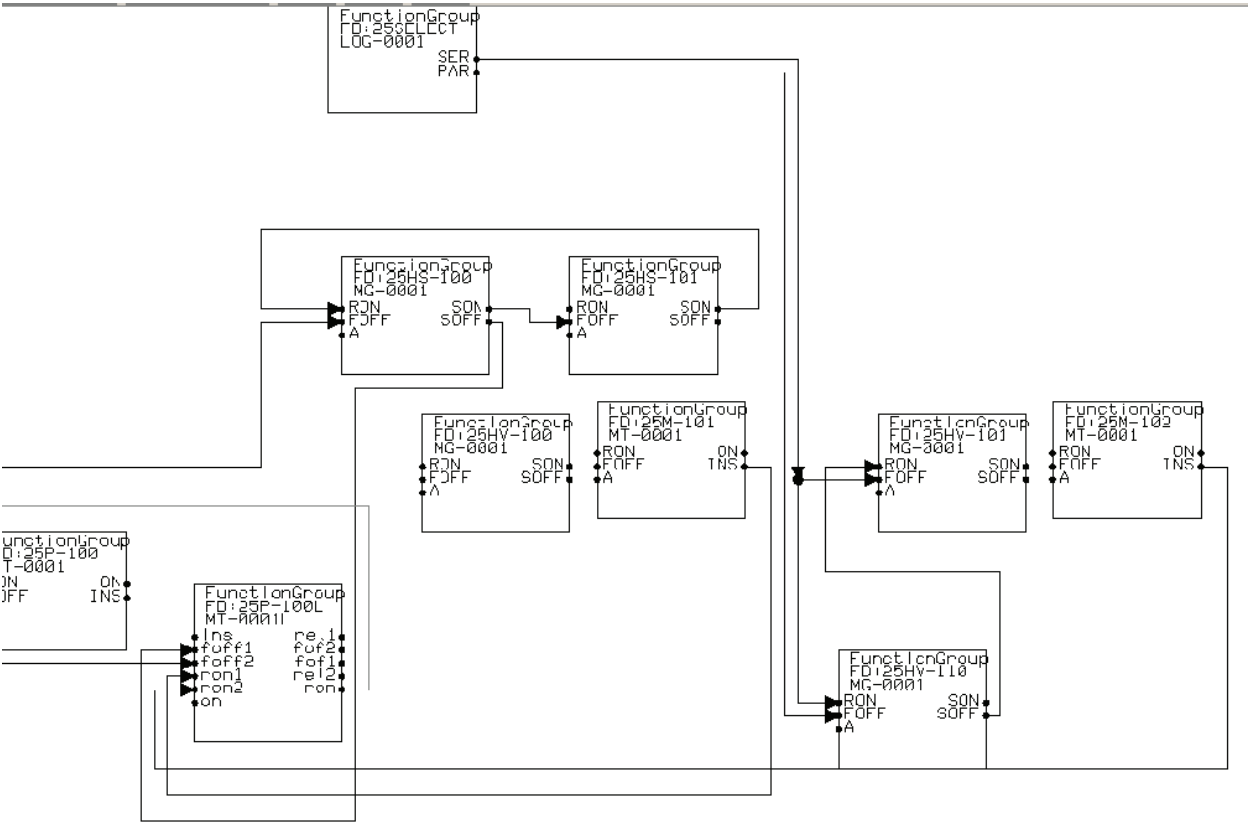 FunctionGroup
FD:25SELECT
LOG-0001
SER
PAR
FunctionGroup
FD:25HS-100
MG-0001
RON SON
FOFF SOFF
A
FunctionGroup
FD:25HS-101
MG-0001
RON SON
FOFF SOFF
A
FunctionGroup
FD:25HV-100
MG-0001
RON SON
FOFF SOFF
A
FunctionGroup
FD:25M-101
MT-0001
RON ON
FOFF INS
A
FunctionGroup
FD:25HV-101
MG-0001
RON SON
FOFF SOFF
A
FunctionGroup
FD:25M-102
MT-0001
RON ON
FOFF INS
A
unctionGroup
D:25P-100
T-0001
ON ON
OFF INS
FunctionGroup
FD:25P-100L
MT-0001
Ins rel1
foff1 fof2
foff2 fof1
ron1 rel2
ron2 ron
on
FunctionGroup
FD:25HV-110
MG-0001
RON SON
FOFF SOFF
A